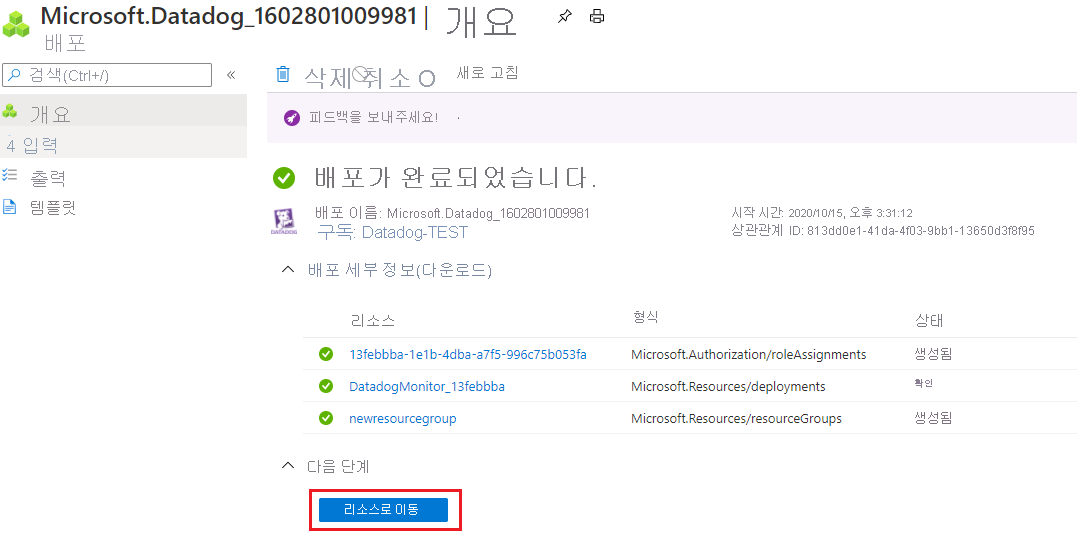 Microsoft.Datadog_1602801009981 | 개요
배포
검색(Ctrl+/)
«
삭제 취소 새로 고침
개요
4 입력
출력
템플릿
피드백을 보내주세요!
배포가 완료되었습니다.
DATADOG
배포 이름: Microsoft.Datadog_1602801009981
구독: Datadog-TEST
시작 시간: 2020/10/15, 오후 3:31:12
상관관계 ID: 813dd0e1-41da-4f03-9bb1-13650d3f8f95
배포 세부 정보(다운로드)
리소스 형식 상태
13febbba-1e1b-4dba-a7f5-996c75b053fa Microsoft.Authorization/roleAssignments 생성됨
DatadogMonitor_13febbba Microsoft.Resources/deployments 확인
newresourcegroup Microsoft.Resources/resourceGroups 생성됨
다음 단계
리소스로 이동